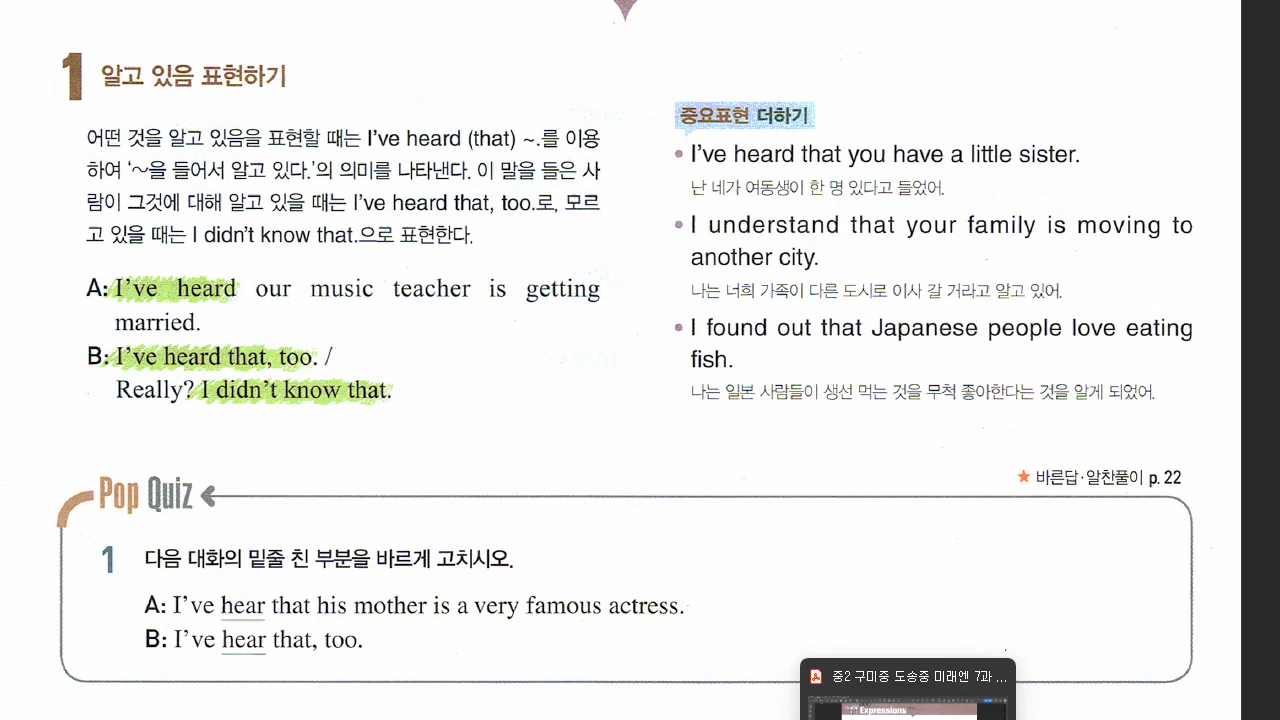 1 알고 있음 표현하기
어떤 것을 알고 있음을 표현할 때는 I've heard (that) ~.를 이용
하여 '~을 들어서 알고 있다.'의 의미를 나타낸다. 이 말을 들은 사
람이 그것에 대해 알고 있을 때는 I've heard that, too.로, 모르
고 있을 때는 I didn't know that.으로 표현한다.
A: I've heard our music teacher is getting
married.
B: I've heard that, too. /
Really? I didn't know that.
중요표현 더하기
• I've heard that you have a little sister.
난 네가 여동생이 한 명 있다고 들었어.
• I understand that your family is moving to
another city.
나는 너희 가족이 다른 도시로 이사 갈 거라고 알고 있어.
• I found out that Japanese people love eating
fish.
나는 일본 사람들이 생선 먹는 것을 무척 좋아한다는 것을 알게 되었어.
★ 바른답·알찬풀이 p. 22
Pop Quiz
1 다음 대화의 밑줄 친 부분을 바르게 고치시오.
A: I've hear that his mother is a very famous actress.
B: I've hear that, too.
중2 구미중 도송중 미래엔 7과 ...
Expressions